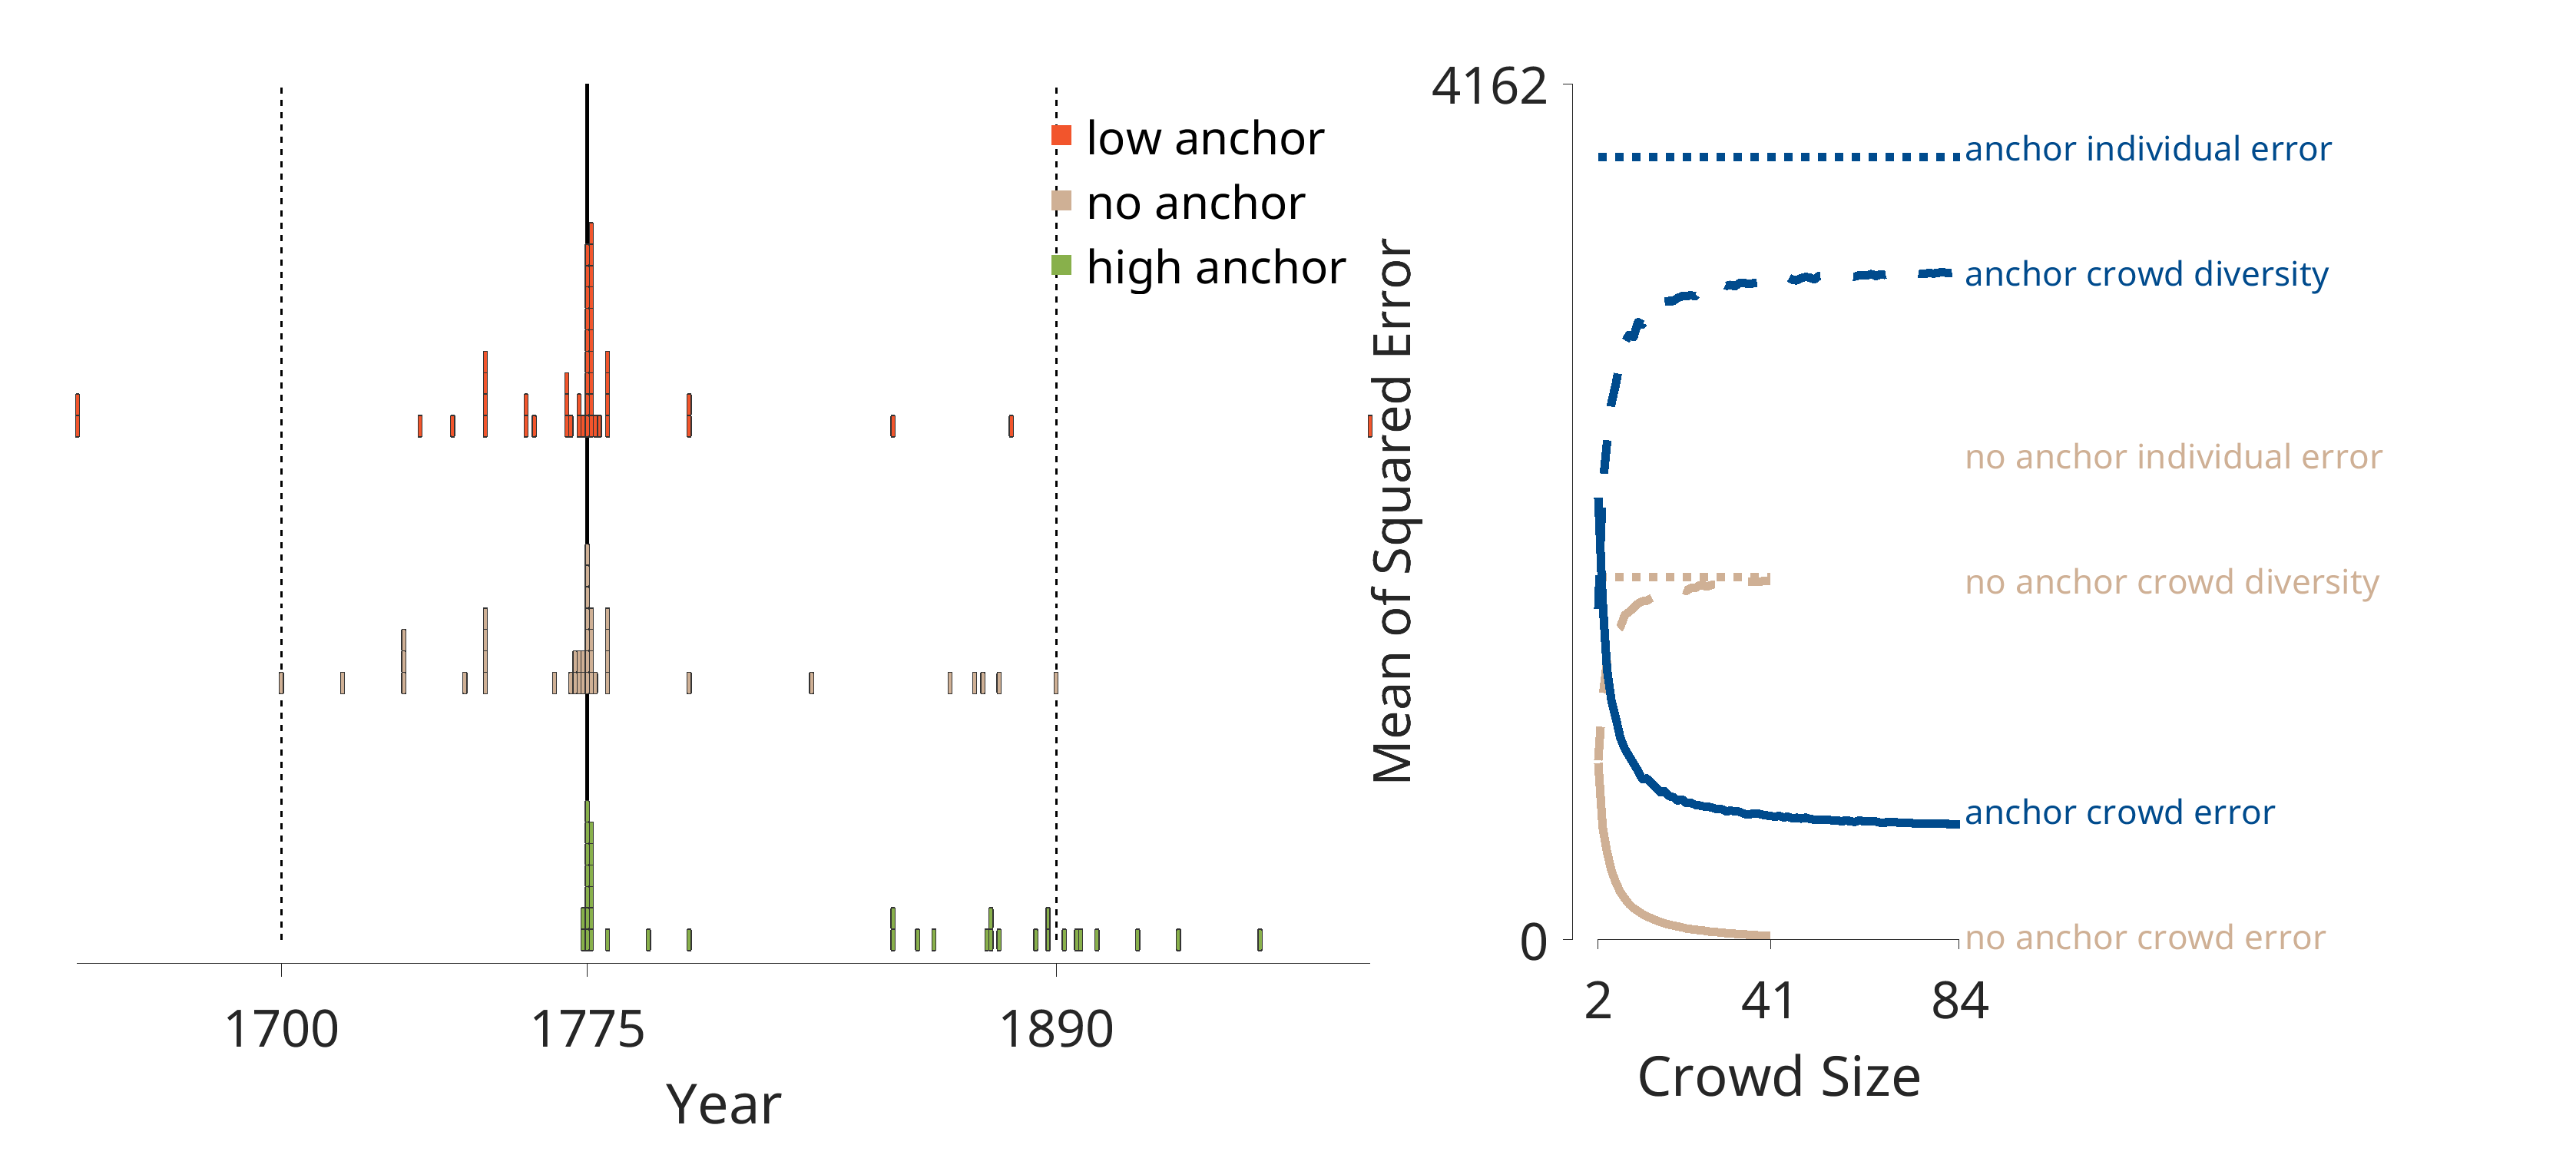 low anchor
no anchor
high anchor
1700
1775
1890
Year
Mean of Squared Error
4162
0
anchor individual error
anchor crowd diversity
no anchor individual error
no anchor crowd diversity
anchor crowd error
no anchor crowd error
2
41
84
Crowd Size